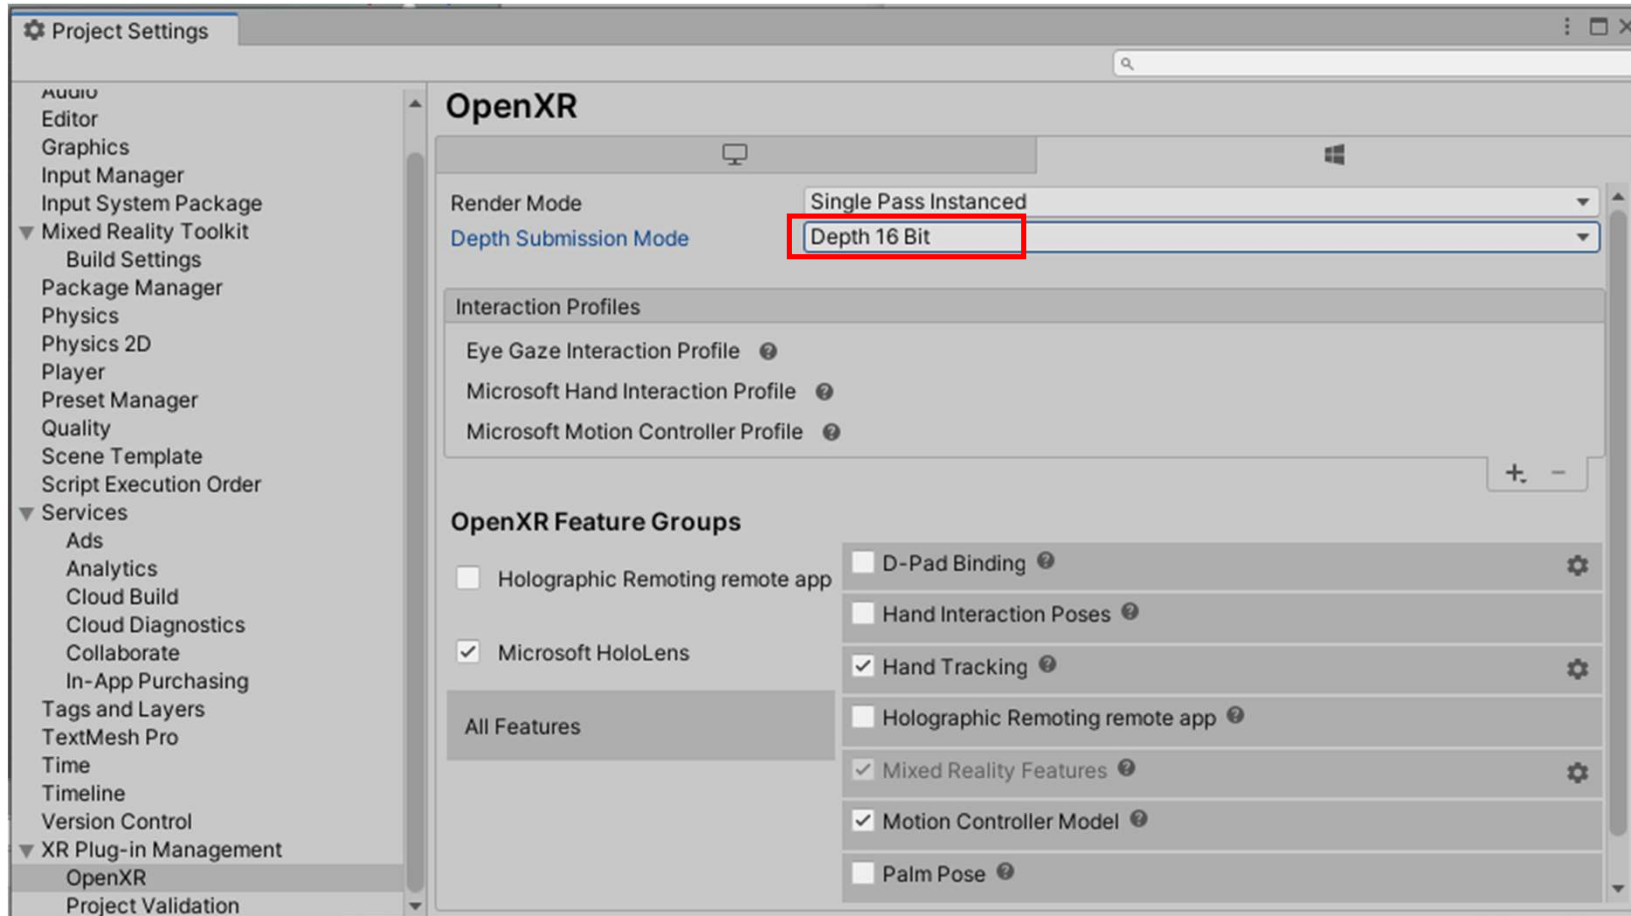 Project Settings
Audio
Editor
Graphics
Input Manager
Input System Package
Mixed Reality Toolkit
Build Settings
Package Manager
Physics
Physics 2D
Player
Preset Manager
Quality
Scene Template
Script Execution Order
Services
Ads
Analytics
Cloud Build
Cloud Diagnostics
Collaborate
In-App Purchasing
Tags and Layers
TextMesh Pro
Time
Timeline
Version Control
XR Plug-in Management
OpenXR
Project Validation
OpenXR
Render Mode Single Pass Instanced
Depth Submission Mode Depth 16 Bit
Interaction Profiles
Eye Gaze Interaction Profile
Microsoft Hand Interaction Profile
Microsoft Motion Controller Profile
OpenXR Feature Groups
Holographic Remoting remote app
Microsoft HoloLens
All Features
D-Pad Binding
Hand Interaction Poses
Hand Tracking
Holographic Remoting remote app
Mixed Reality Features
Motion Controller Model
Palm Pose